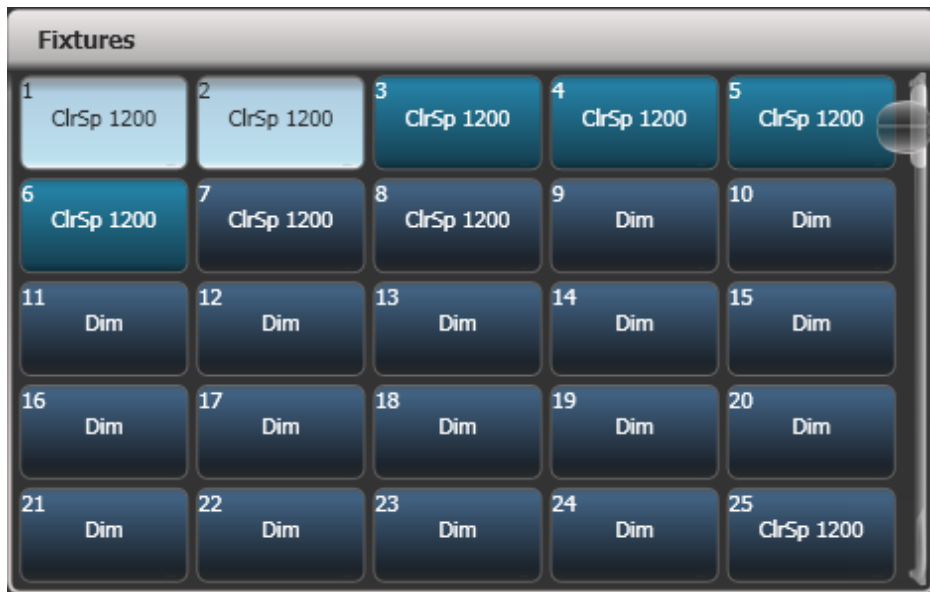 Fixtures
1 ClrSp 1200
2 ClrSp 1200
3 ClrSp 1200
4 ClrSp 1200
5 ClrSp 1200
6 ClrSp 1200
7 ClrSp 1200
8 ClrSp 1200
9 Dim
10 Dim
11 Dim
12 Dim
13 Dim
14 Dim
15 Dim
16 Dim
17 Dim
18 Dim
19 Dim
20 Dim
21 Dim
22 Dim
23 Dim
24 Dim
25 ClrSp 1200